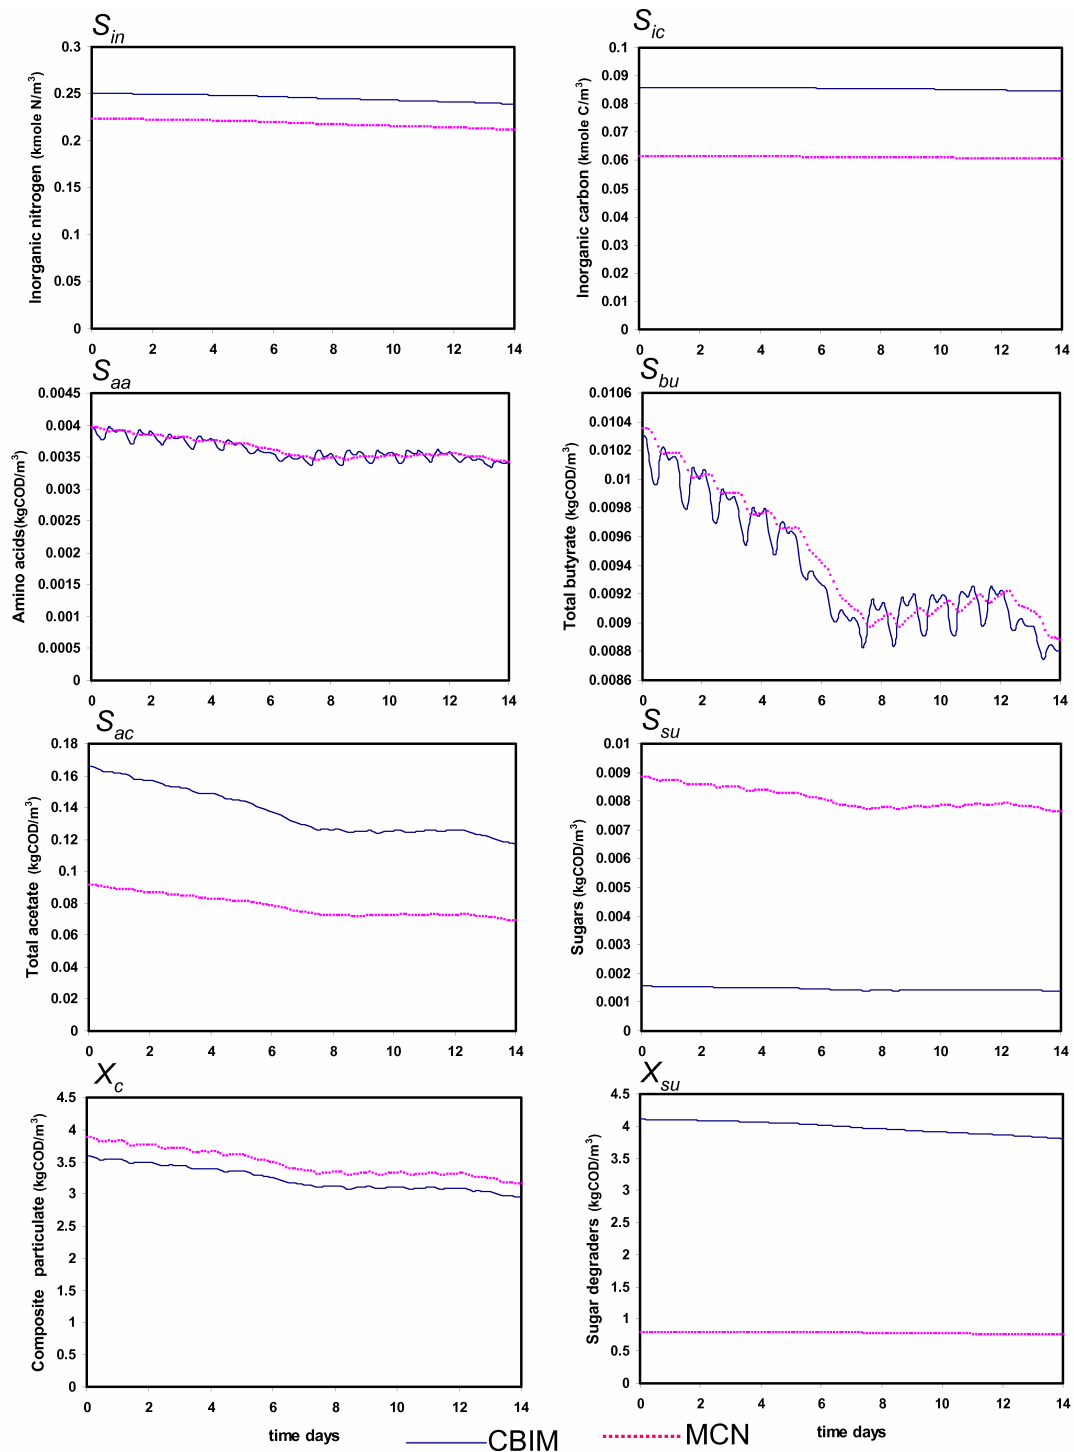 S_in
Inorganic nitrogen (kmole N/m³)
0.3
0.25
0.2
0.15
0.1
0.05
0
0 2 4 6 8 10 12 14
S_ic
Inorganic carbon (kmole C/m³)
0.1
0.09
0.08
0.07
0.06
0.05
0.04
0.03
0.02
0.01
0
0 2 4 6 8 10 12 14
S_aa
Amino acids(kgCOD/m³)
0.0045
0.004
0.0035
0.003
0.0025
0.002
0.0015
0.001
0.0005
0
0 2 4 6 8 10 12 14
S_bu
Total butyrate (kgCOD/m³)
0.0106
0.0104
0.0102
0.01
0.0098
0.0096
0.0094
0.0092
0.009
0.0088
0.0086
0 2 4 6 8 10 12 14
S_ac
Total acetate (kgCOD/m³)
0.18
0.16
0.14
0.12
0.1
0.08
0.06
0.04
0.02
0
0 2 4 6 8 10 12 14
S_su
Sugars (kgCOD/m³)
0.01
0.009
0.008
0.007
0.006
0.005
0.004
0.003
0.002
0.001
0
0 2 4 6 8 10 12 14
X_c
Composite particulate (kgCOD/m³)
4.5
4
3.5
3
2.5
2
1.5
1
0.5
0
0 2 4 6 8 10 12 14
time days
X_su
Sugar degraders (kgCOD/m³)
4.5
4
3.5
3
2.5
2
1.5
1
0.5
0
0 2 4 6 8 10 12 14
time days
CBIM
MCN